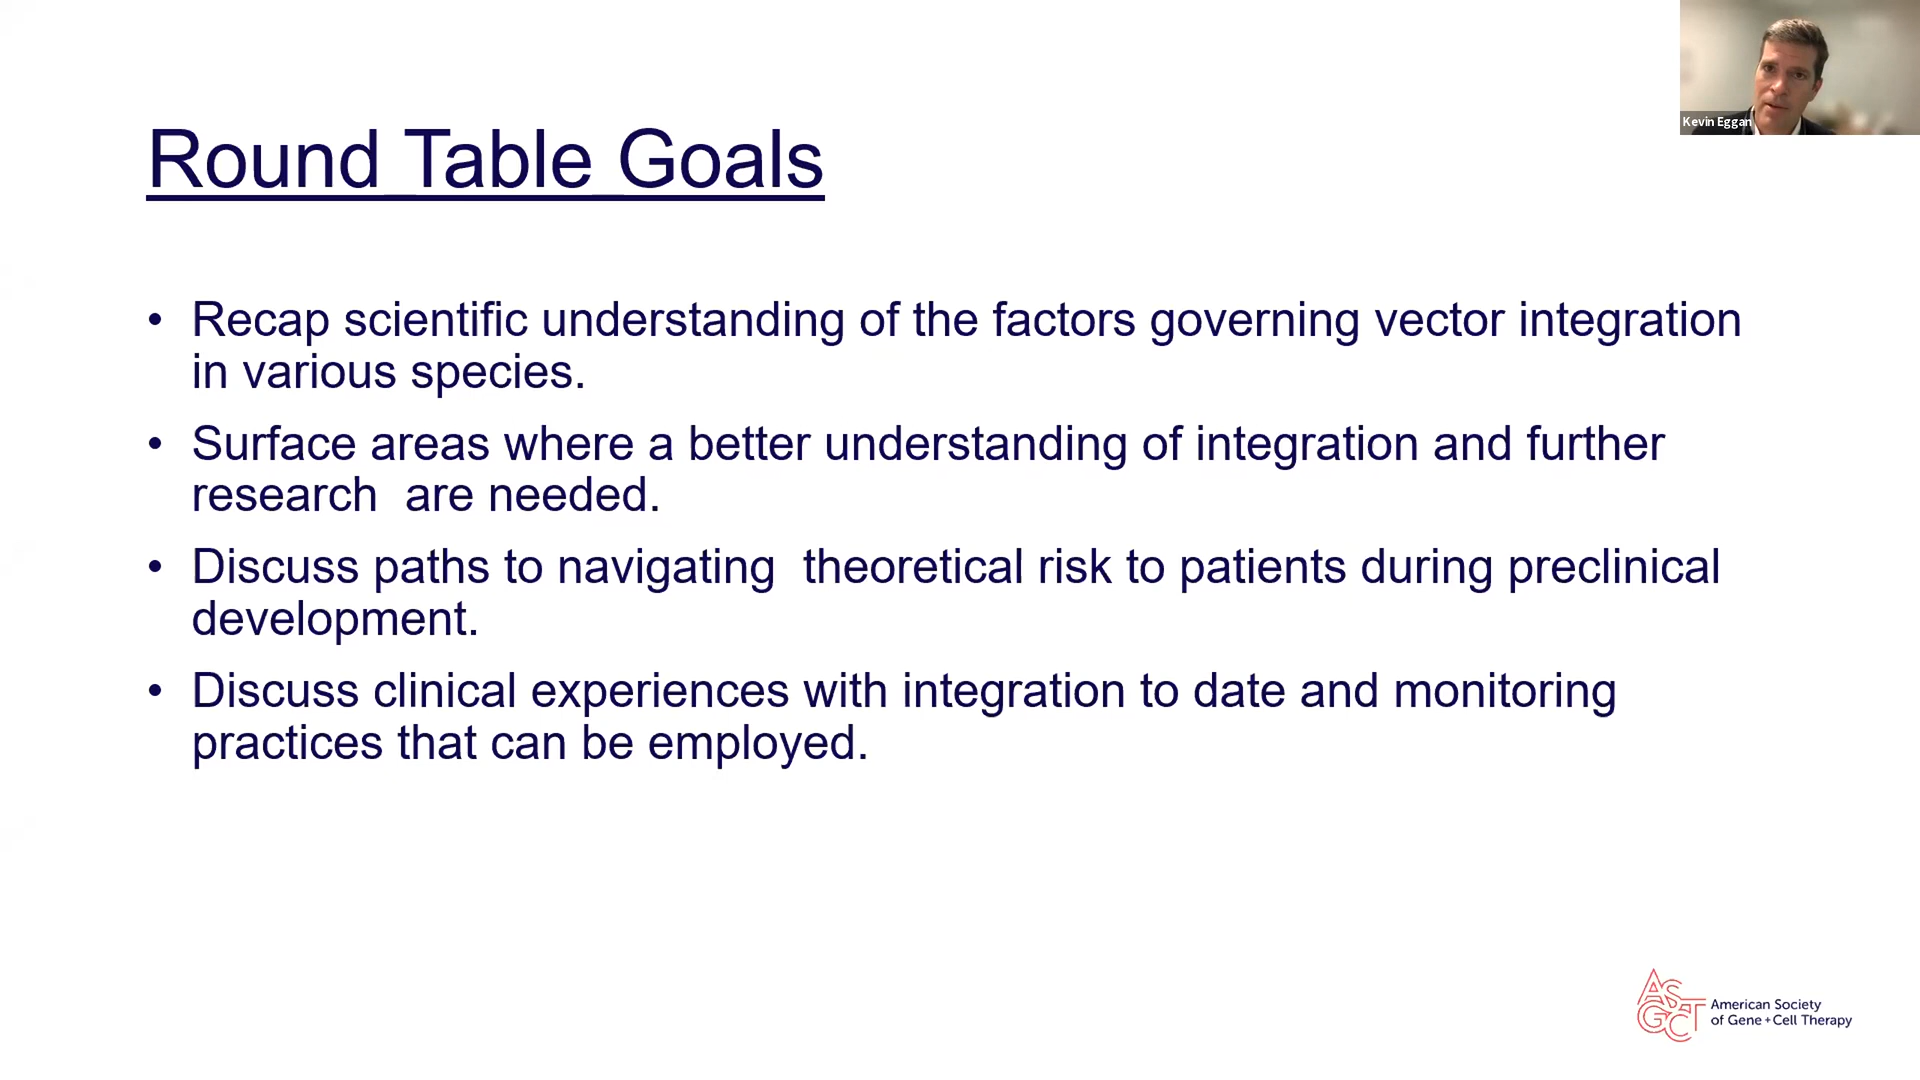 Kevin Eggan
Round Table Goals
• Recap scientific understanding of the factors governing vector integration
in various species.
• Surface areas where a better understanding of integration and further
research  are needed.
• Discuss paths to navigating  theoretical risk to patients during preclinical
development.
• Discuss clinical experiences with integration to date and monitoring
practices that can be employed.
ASGCT
American Society
of Gene + Cell Therapy